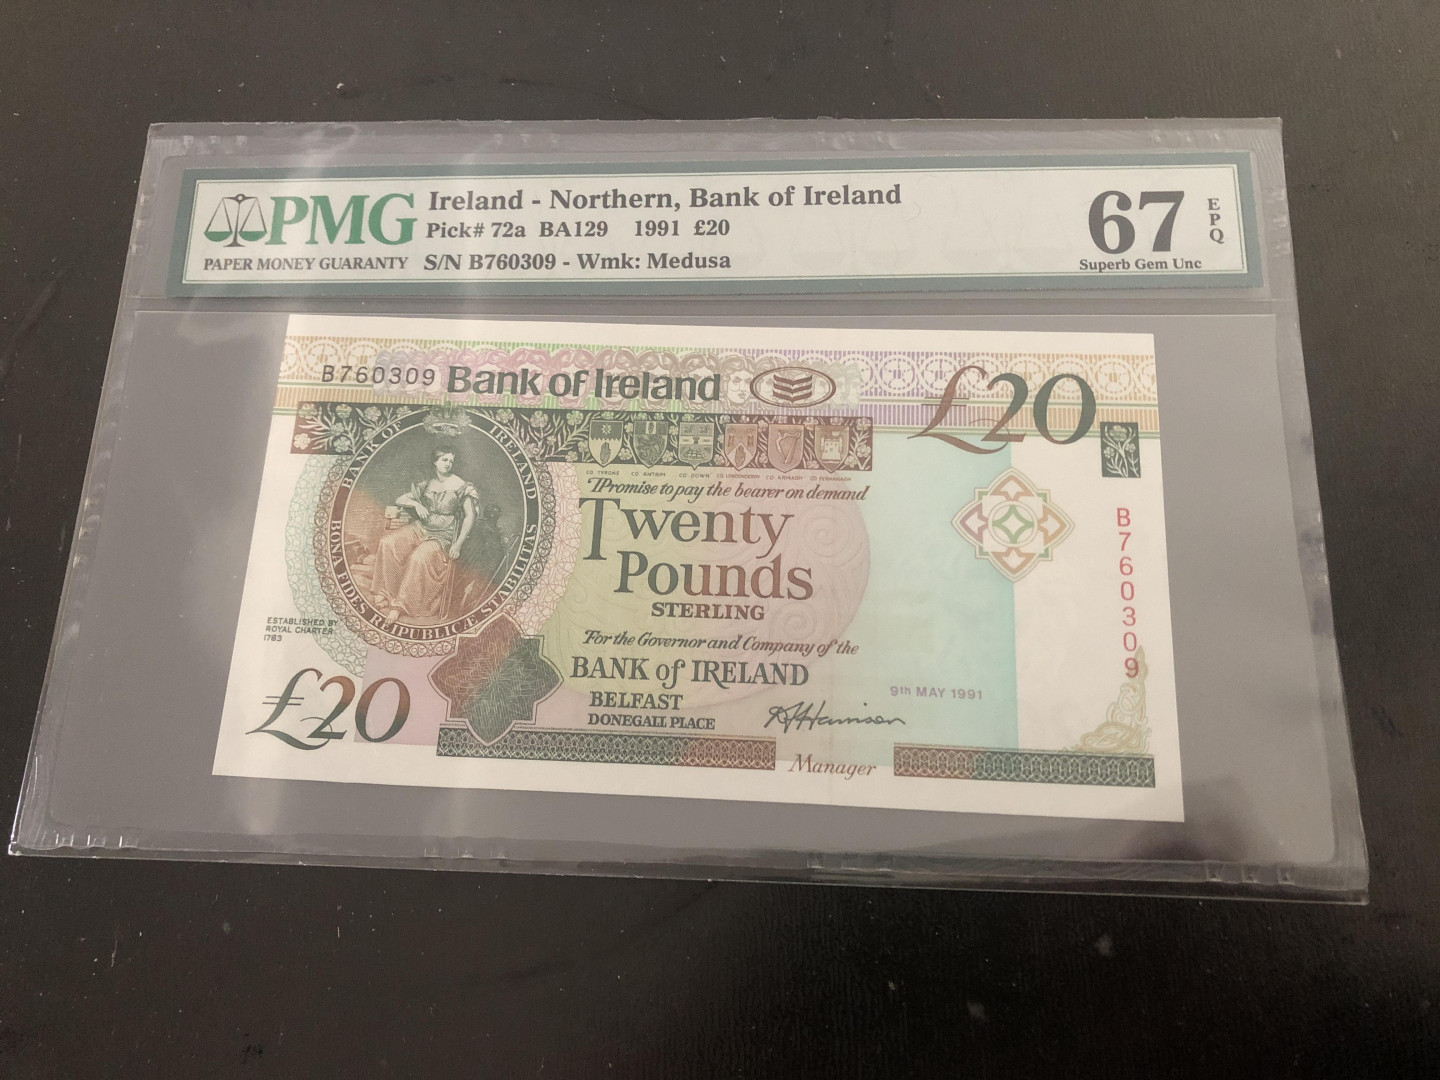 PMG
PAPER MONEY GUARANTY
Ireland - Northern, Bank of Ireland
Pick# 72a BA129 1991 £20
S/N B760309 - Wmk: Medusa
67
EPQ
Superb Gem Unc
B760309 Bank of Ireland
£20
BANK OF IRELAND
BONA FIDES REIPUBLICÆ STABILITAS
CO TYRONE CO ANTRIM CO DOWN CO LONDONDERRY CO ARMAGH CO FERMANAGH
I Promise to pay the bearer on demand
Twenty
Pounds
STERLING
B760309
ESTABLISHED BY
ROYAL CHARTER
1783
For the Governor and Company of the
BANK of IRELAND
BELFAST
DONEGALL PLACE
9th MAY 1991
£20
Manager